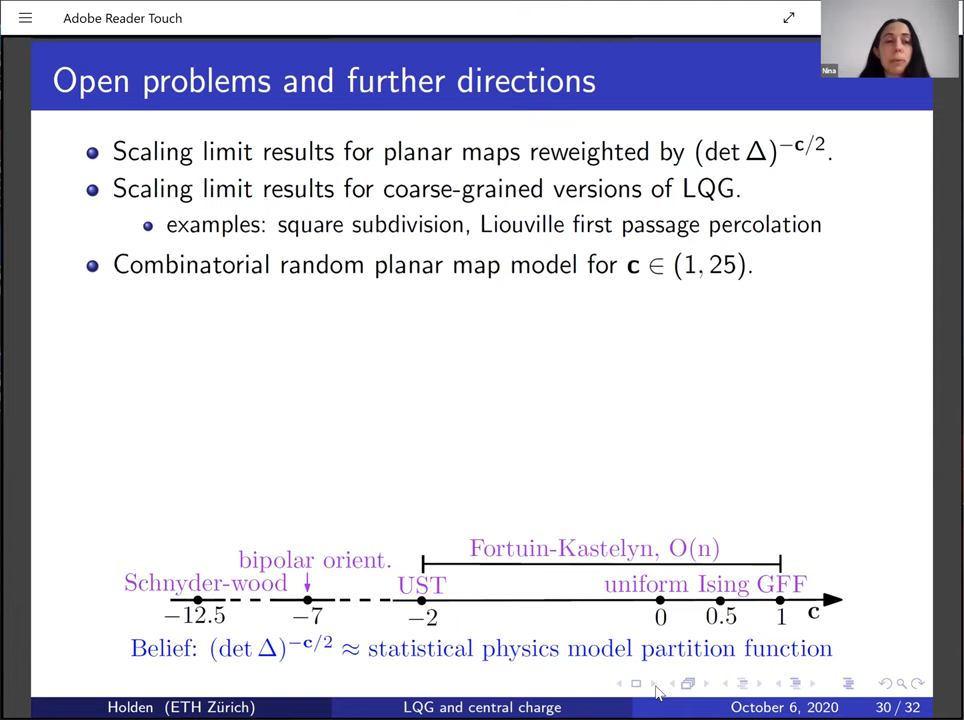 Adobe Reader Touch
Nina
Open problems and further directions
Scaling limit results for planar maps reweighted by (det Δ)^{−c/2}.
Scaling limit results for coarse-grained versions of LQG.
examples: square subdivision, Liouville first passage percolation
Combinatorial random planar map model for c ∈ (1, 25).
Fortuin-Kastelyn, O(n)
bipolar orient.
Schnyder-wood UST uniform Ising GFF
−12.5 −7 −2 0 0.5 1 c
Belief: (det Δ)^{−c/2} ≈ statistical physics model partition function
Holden (ETH Zürich) LQG and central charge October 6, 2020 30 / 32